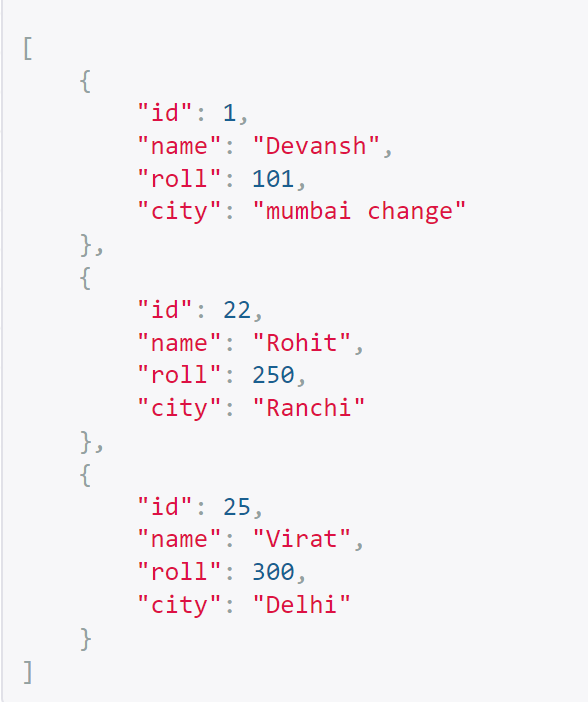 [
    {
        "id": 1,
        "name": "Devansh",
        "roll": 101,
        "city": "mumbai change"
    },
    {
        "id": 22,
        "name": "Rohit",
        "roll": 250,
        "city": "Ranchi"
    },
    {
        "id": 25,
        "name": "Virat",
        "roll": 300,
        "city": "Delhi"
    }
]